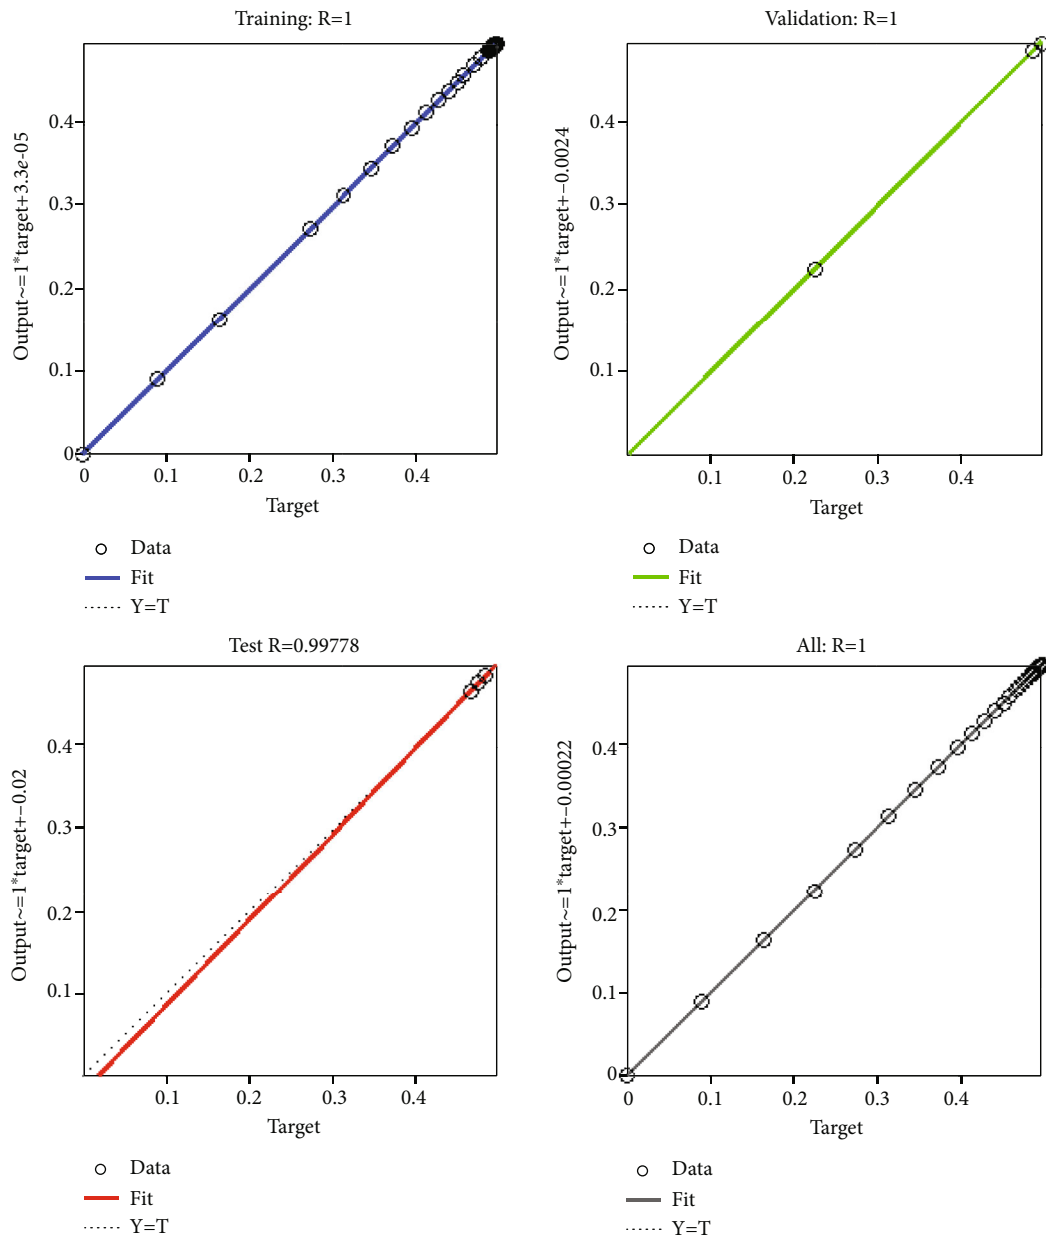 Training: R=1
Output~=1*target+3.3e-05
0.4
0.3
0.2
0.1
0
0 0.1 0.2 0.3 0.4
Target
Data
Fit
Y=T
Validation: R=1
Output~=1*target+−0.0024
0.4
0.3
0.2
0.1
0.1 0.2 0.3 0.4
Target
Data
Fit
Y=T
Test R=0.99778
Output~=1*target+−0.02
0.4
0.3
0.2
0.1
0.1 0.2 0.3 0.4
Target
Data
Fit
Y=T
All: R=1
Output~=1*target+−0.00022
0.4
0.3
0.2
0.1
0
0 0.1 0.2 0.3 0.4
Target
Data
Fit
Y=T